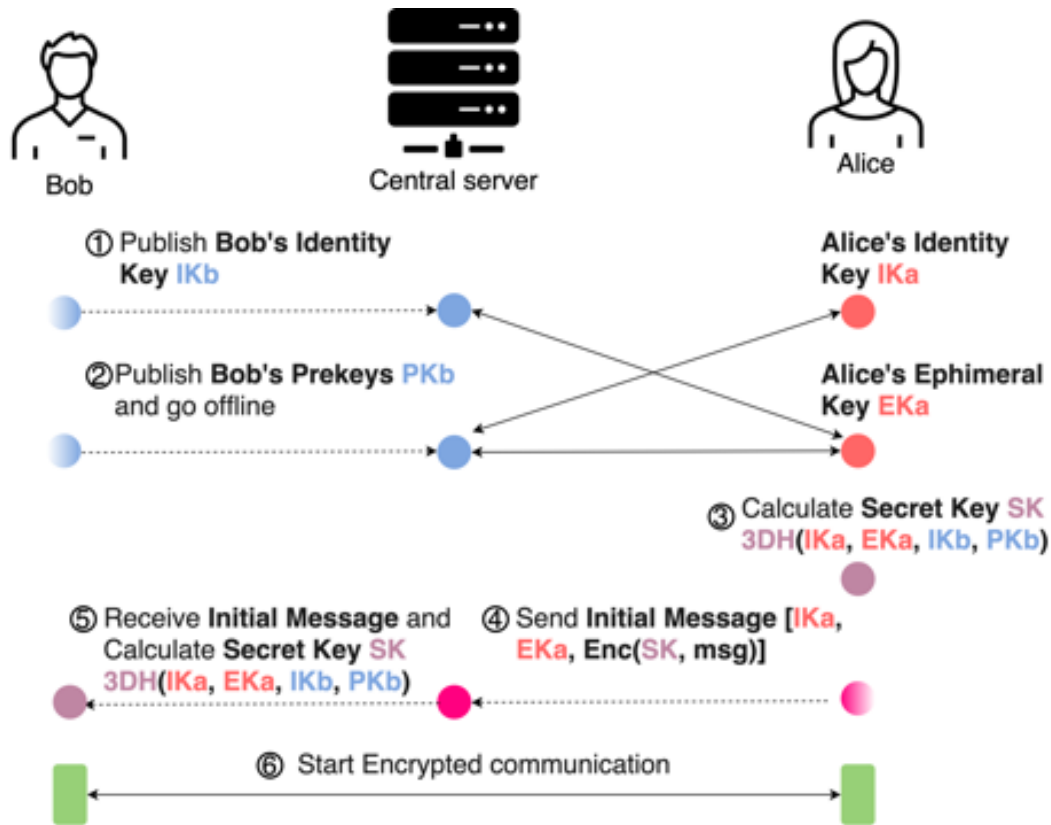 Bob
Central server
Alice
① Publish Bob's Identity
Key IKb
Alice's Identity
Key IKa
② Publish Bob's Prekeys PKb
and go offline
Alice's Ephimeral
Key EKa
③ Calculate Secret Key SK
3DH(IKa, EKa, IKb, PKb)
⑤ Receive Initial Message and
Calculate Secret Key SK
3DH(IKa, EKa, IKb, PKb)
④ Send Initial Message [IKa,
EKa, Enc(SK, msg)]
⑥ Start Encrypted communication